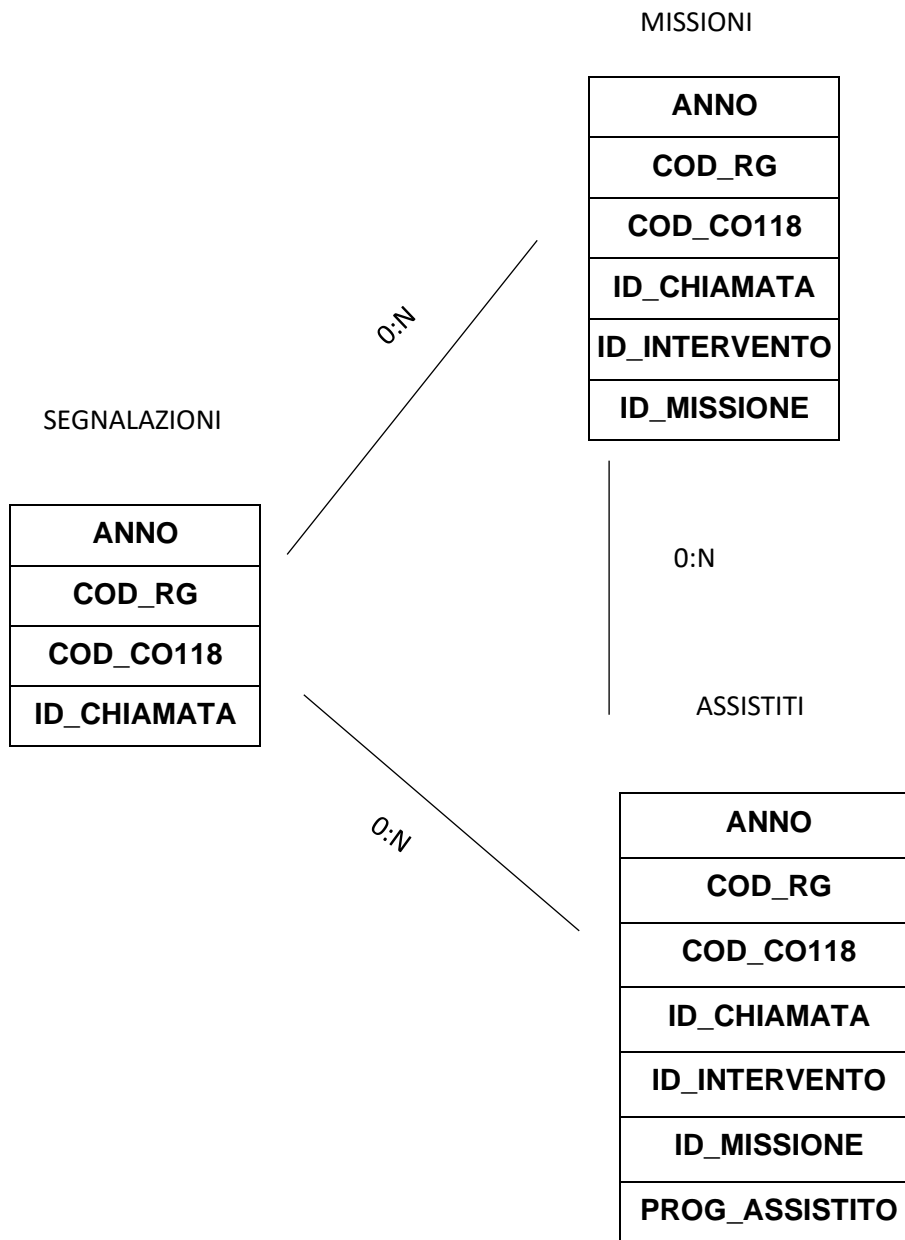 MISSIONI
ANNO
COD_RG
COD_CO118
ID_CHIAMATA
ID_INTERVENTO
ID_MISSIONE
0:N
SEGNALAZIONI
ANNO
COD_RG
COD_CO118
ID_CHIAMATA
0:N
0:N
ASSISTITI
ANNO
COD_RG
COD_CO118
ID_CHIAMATA
ID_INTERVENTO
ID_MISSIONE
PROG_ASSISTITO